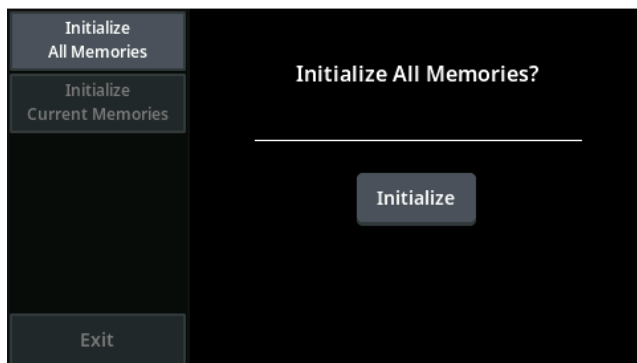 Initialize
All Memories
Initialize
Current Memories
Exit
Initialize All Memories?
Initialize